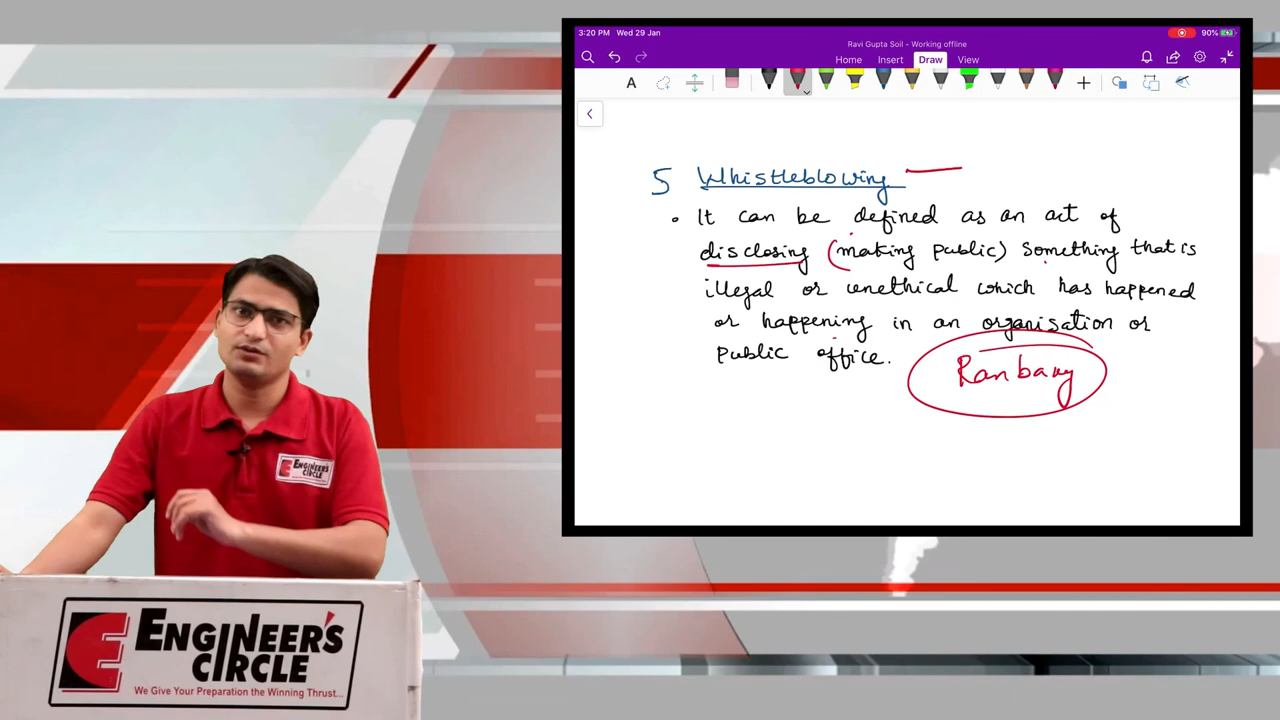 3:20 PM Wed 29 Jan
90%
Ravi Gupta Soil – Working offline
Home Insert Draw View
A
5 Whistleblowing
• It can be defined as an act of
disclosing (making public) something that is
illegal or unethical which has happened
or happening in an organisation or
public office.
Ranbaxy
ENGINEER'S
CIRCLE
ENGINEER'S
CIRCLE
We Give Your Preparation the Winning Thrust...